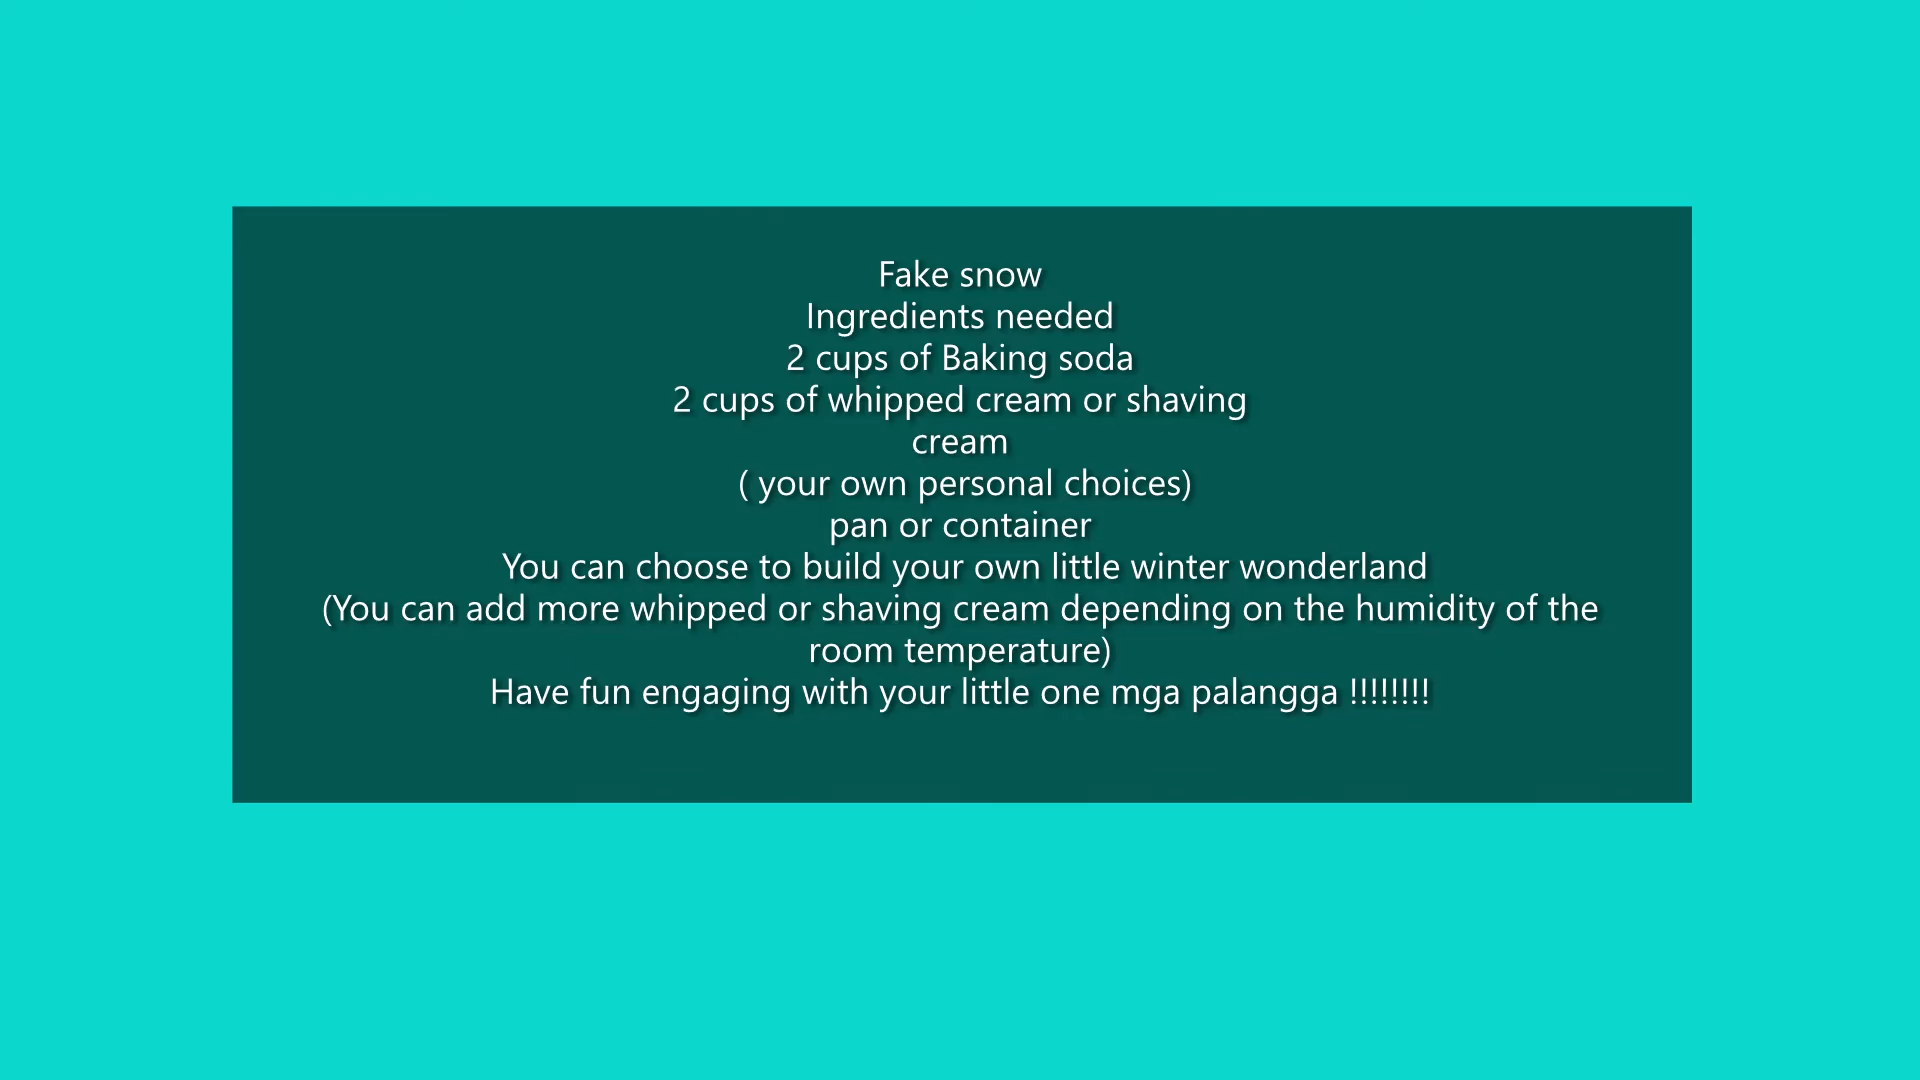 Fake snow
Ingredients needed
2 cups of Baking soda
2 cups of whipped cream or shaving
cream
( your own personal choices)
pan or container
You can choose to build your own little winter wonderland
(You can add more whipped or shaving cream depending on the humidity of the
room temperature)
Have fun engaging with your little one mga palangga !!!!!!!!